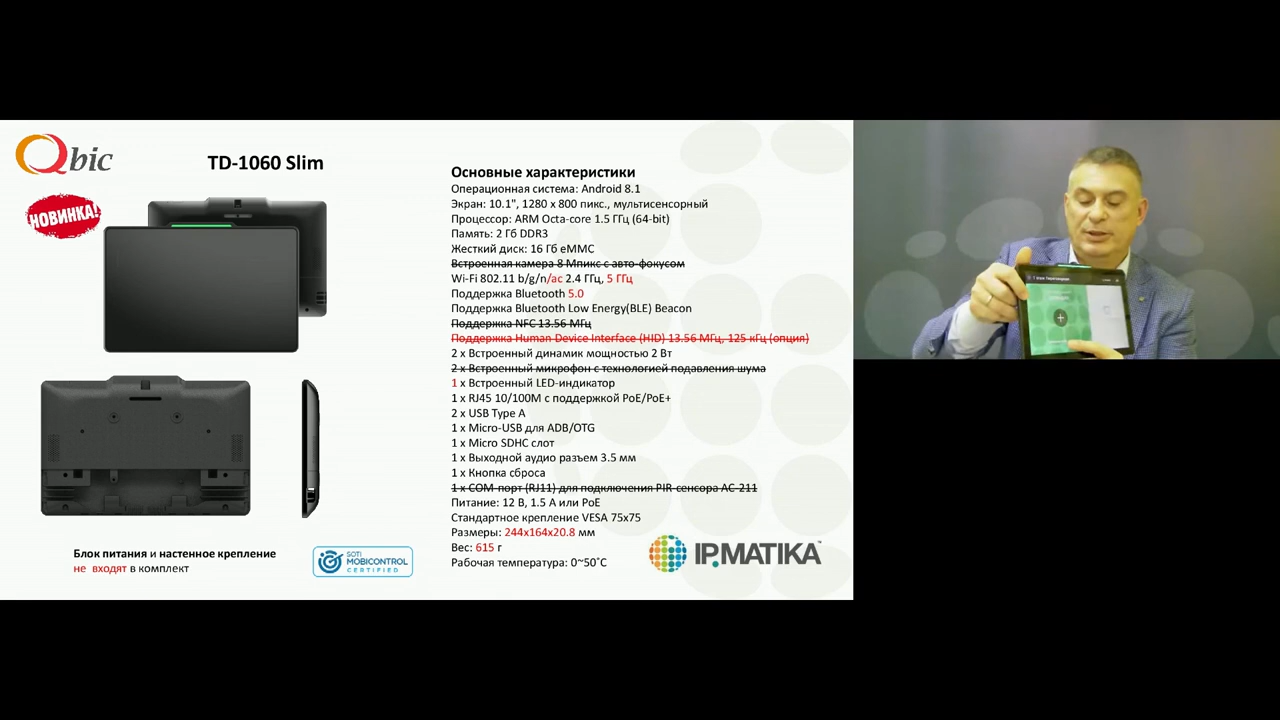 Qbic
TD-1060 Slim
НОВИНКА!
Основные характеристики
Операционная система: Android 8.1
Экран: 10.1", 1280 x 800 пикс., мультисенсорный
Процессор: ARM Octa-core 1.5 ГГц (64-bit)
Память: 2 Гб DDR3
Жесткий диск: 16 Гб eMMC
Встроенная камера 8 Мпикс с авто-фокусом
Wi-Fi 802.11 b/g/n/ac 2.4 ГГц, 5 ГГц
Поддержка Bluetooth 5.0
Поддержка Bluetooth Low Energy(BLE) Beacon
Поддержка NFC 13.56 МГц
Поддержка Human Device Interface (HID) 13.56 МГц, 125 кГц (опция)
2 x Встроенный динамик мощностью 2 Вт
2 x Встроенный микрофон с технологией подавления шума
1 x Встроенный LED-индикатор
1 x RJ45 10/100M с поддержкой PoE/PoE+
2 x USB Type A
1 x Micro-USB для ADB/OTG
1 x Micro SDHC слот
1 x Выходной аудио разъем 3.5 мм
1 x Кнопка сброса
1 x COM-порт (RJ11) для подключения PIR-сенсора AC-211
Питание: 12 В, 1.5 А или PoE
Стандартное крепление VESA 75x75
Размеры: 244x164x20.8 мм
Вес: 615 г
Рабочая температура: 0~50˚C
Блок питания и настенное крепление
не входят в комплект
SOTI
MOBICONTROL
CERTIFIED
IPMATIKA™